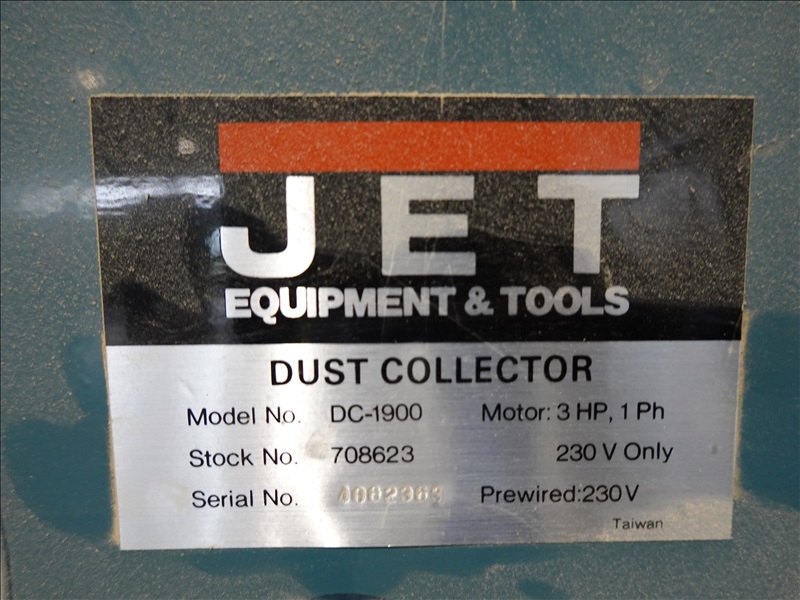 JET
EQUIPMENT & TOOLS
DUST COLLECTOR
Model No. DC-1900 Motor: 3 HP, 1 Ph
Stock No. 708623 230 V Only
Serial No. Prewired:230V
Taiwan